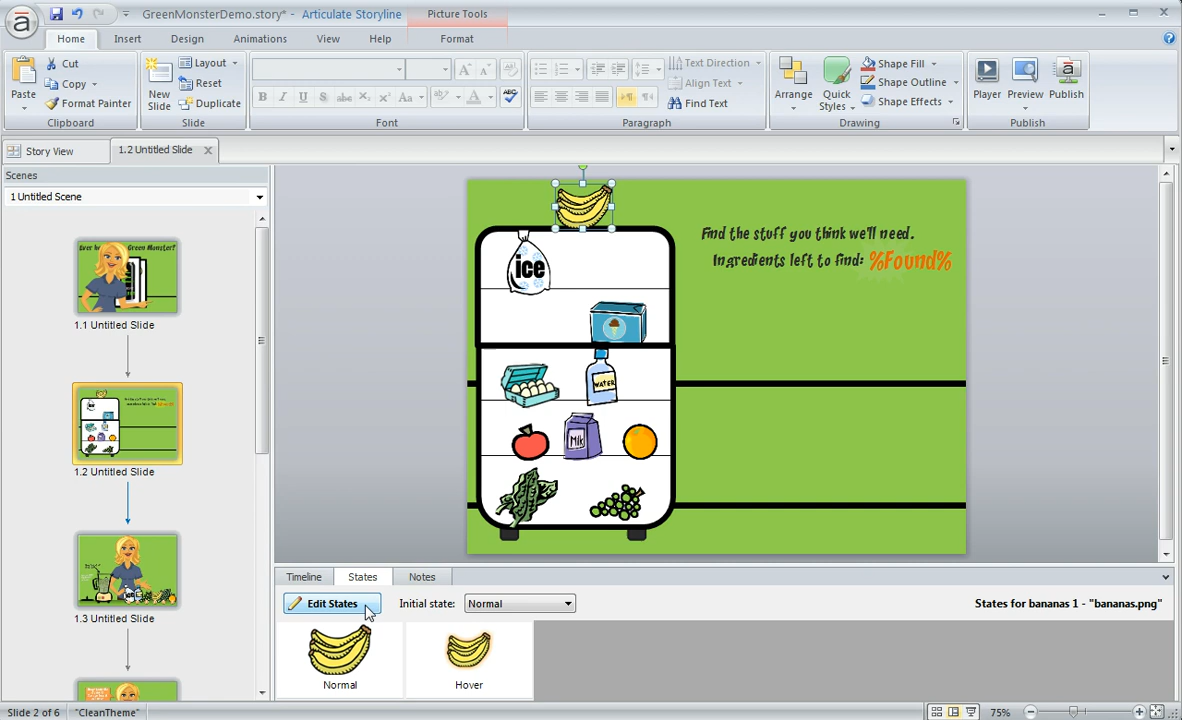 GreenMonsterDemo.story* - Articulate Storyline
Picture Tools
Home
Insert
Design
Animations
View
Help
Format
Paste
Cut
Copy
Format Painter
Clipboard
New Slide
Layout
Reset
Duplicate
Slide
B I U S abc X₂ X² Aa
Font
Text Direction
Align Text
Find Text
Paragraph
Arrange
Quick Styles
Shape Fill
Shape Outline
Shape Effects
Drawing
Player
Preview
Publish
Publish
Story View
1.2 Untitled Slide
Scenes
1 Untitled Scene
1.1 Untitled Slide
1.2 Untitled Slide
1.3 Untitled Slide
Find the stuff you think we'll need.
Ingredients left to find: %Found%
ice
WATER
Milk
Timeline
States
Notes
Edit States
Initial state:
Normal
States for bananas 1 - "bananas.png"
Normal
Hover
Slide 2 of 6
"CleanTheme"
75%